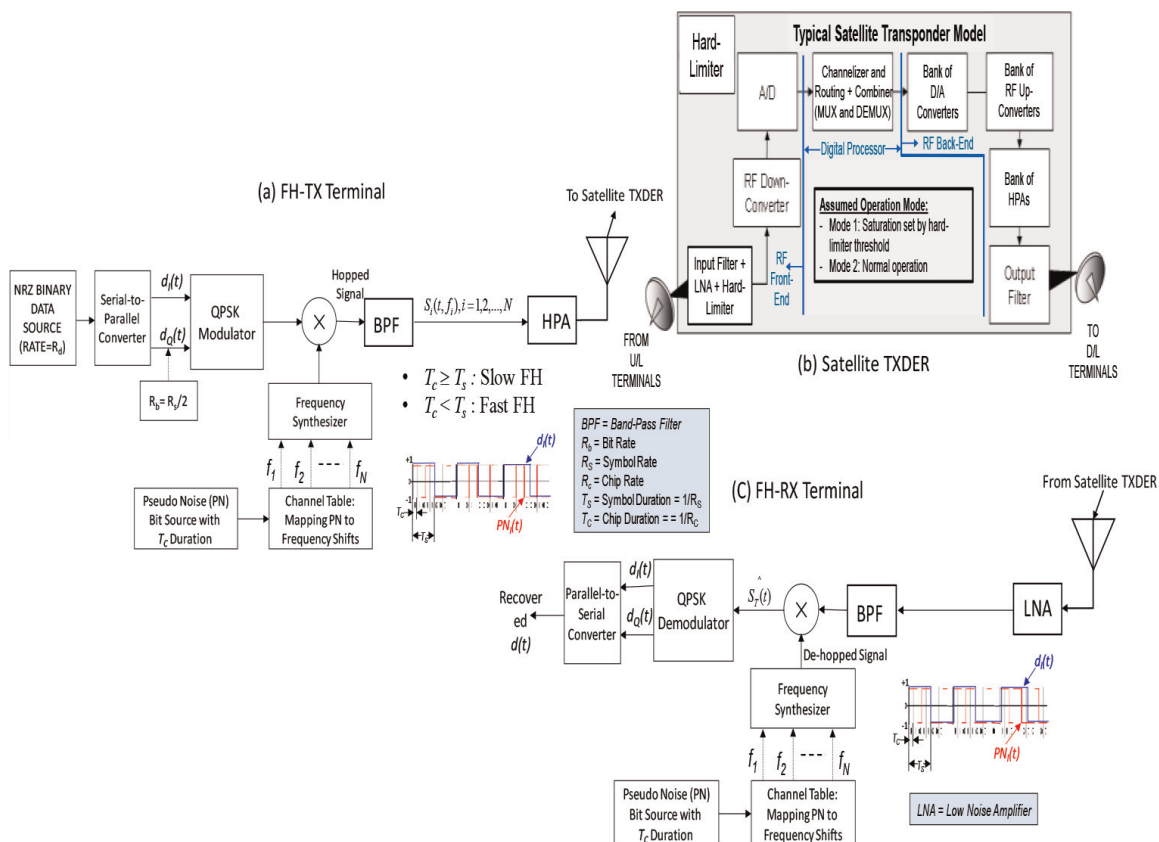 (a) FH-TX Terminal
NRZ BINARY
DATA
SOURCE
(RATE=R_d)
Serial-to-
Parallel
Converter
d_I(t)
d_Q(t)
R_b= R_s/2
QPSK
Modulator
Hopped
Signal
X
BPF
S_i(t, f_i), i = 1,2,..., N
HPA
To Satellite TXDER
Frequency
Synthesizer
f_1 f_2 ---- f_N
Pseudo Noise (PN)
Bit Source with
T_C Duration
Channel Table:
Mapping PN to
Frequency Shifts
• T_c ≥ T_s : Slow FH
• T_c < T_s : Fast FH
d_I(t)
+1
0
-1
T_C
T_S
PN_I(t)
Typical Satellite Transponder Model
Hard-
Limiter
A/D
Channelizer and
Routing + Combiner
(MUX and DEMUX)
Bank of
D/A
Converters
Bank of
RF Up-
Converters
Digital Processor
RF Back-End
RF Down-
Converter
Assumed Operation Mode:
- Mode 1: Saturation set by hard-
limiter threshold
- Mode 2: Normal operation
Bank of
HPAs
Input Filter +
LNA + Hard-
Limiter
RF
Front-
End
Output
Filter
FROM
U/L
TERMINALS
TO
D/L
TERMINALS
(b) Satellite TXDER
BPF = Band-Pass Filter
R_b = Bit Rate
R_S = Symbol Rate
R_c = Chip Rate
T_S = Symbol Duration = 1/R_S
T_C = Chip Duration == 1/R_C
(C) FH-RX Terminal
From Satellite TXDER
LNA
BPF
X
Ŝ_T(t)
De-hopped Signal
QPSK
Demodulator
d_I(t)
d_Q(t)
Parallel-to-
Serial
Converter
Recover
ed
d(t)
Frequency
Synthesizer
f_1 f_2 ---- f_N
Pseudo Noise (PN)
Bit Source with
T_C Duration
Channel Table:
Mapping PN to
Frequency Shifts
d_I(t)
+1
0
-1
T_C
T_S
PN_I(t)
LNA = Low Noise Amplifier